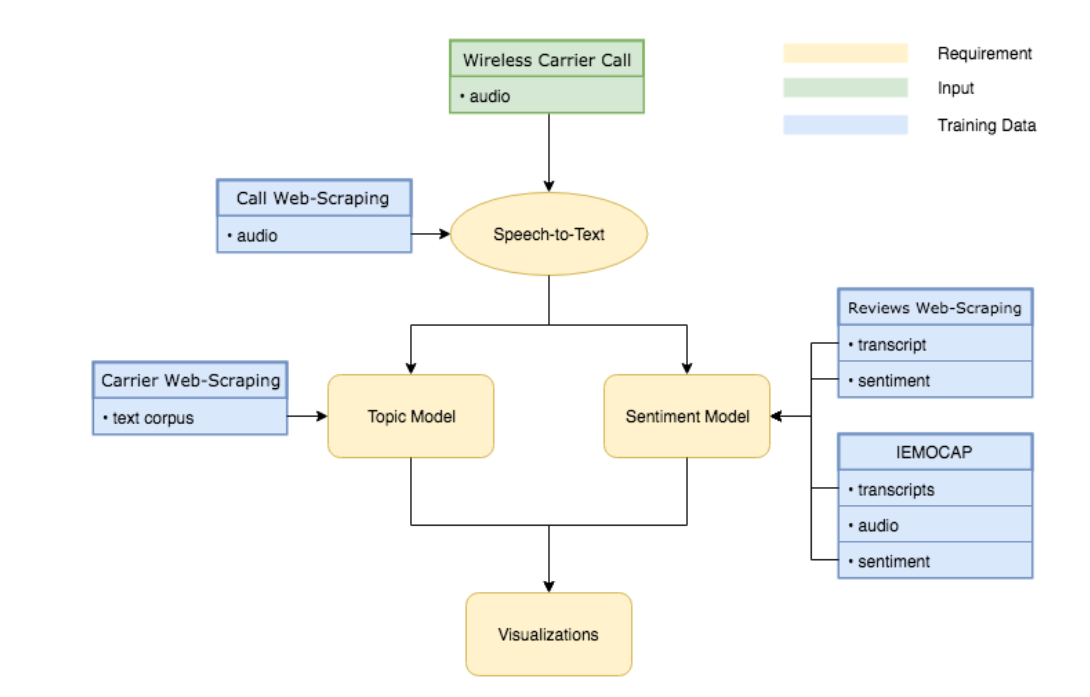 Wireless Carrier Call
• audio
Requirement
Input
Training Data
Call Web-Scraping
• audio
Speech-to-Text
Reviews Web-Scraping
• transcript
• sentiment
Carrier Web-Scraping
• text corpus
Topic Model
Sentiment Model
IEMOCAP
• transcripts
• audio
• sentiment
Visualizations